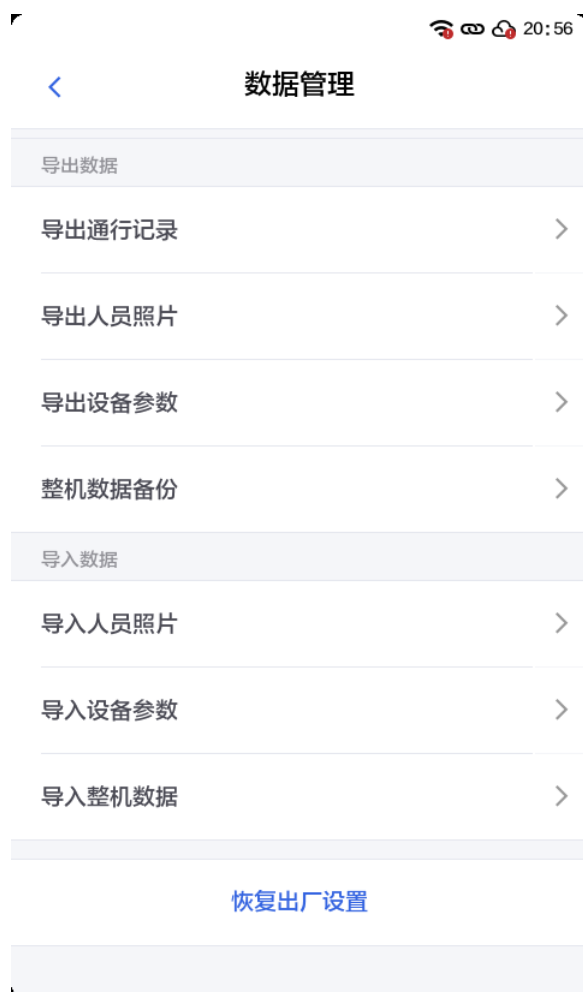 20:56
数据管理
导出数据
导出通行记录
导出人员照片
导出设备参数
整机数据备份
导入数据
导入人员照片
导入设备参数
导入整机数据
恢复出厂设置